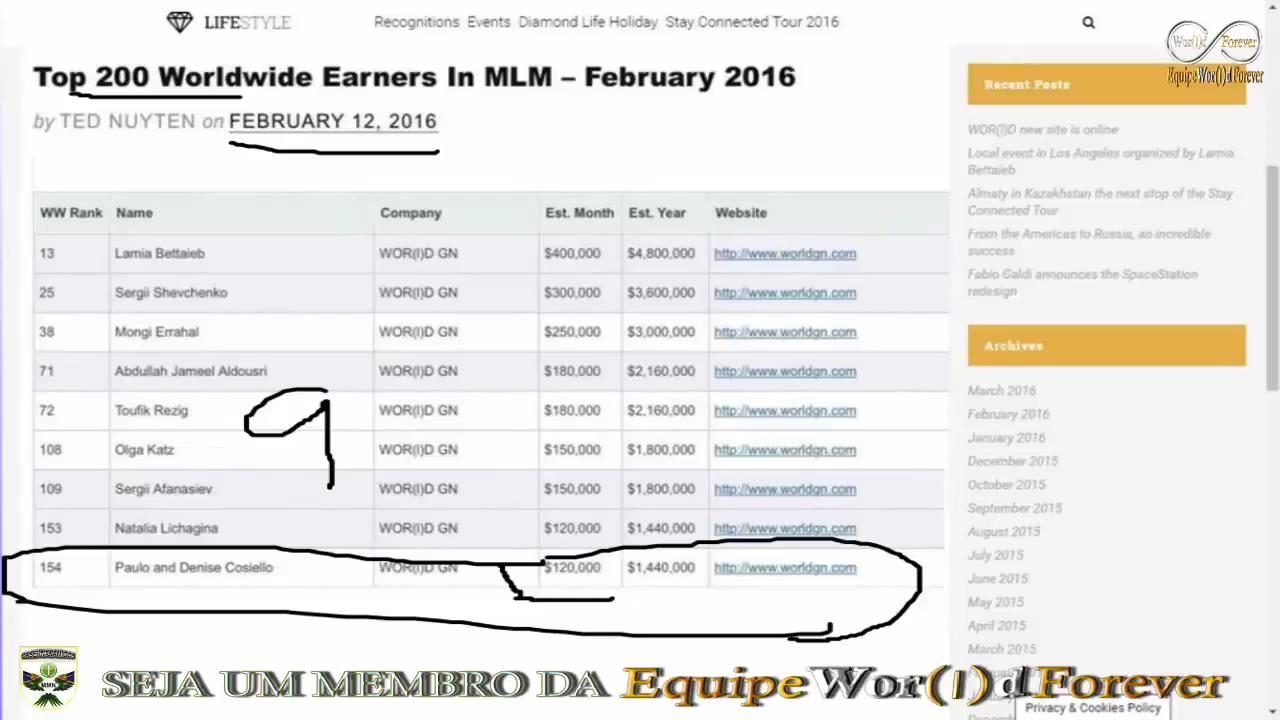 LIFESTYLE Recognitions Events Diamond Life Holiday Stay Connected Tour 2016
Wor(l)d Forever
Equipe Wor(l)d Forever
Top 200 Worldwide Earners In MLM – February 2016
by TED NUYTEN on FEBRUARY 12, 2016
WW Rank Name Company Est. Month Est. Year Website
13 Lamia Bettaieb WOR(l)D GN $400,000 $4,800,000 http://www.worldgn.com
25 Sergii Shevchenko WOR(l)D GN $300,000 $3,600,000 http://www.worldgn.com
38 Mongi Errahal WOR(l)D GN $250,000 $3,000,000 http://www.worldgn.com
71 Abdullah Jameel Aldousri WOR(l)D GN $180,000 $2,160,000 http://www.worldgn.com
72 Toufik Rezig WOR(l)D GN $180,000 $2,160,000 http://www.worldgn.com
108 Olga Katz WOR(l)D GN $150,000 $1,800,000 http://www.worldgn.com
109 Sergii Afanasiev WOR(l)D GN $150,000 $1,800,000 http://www.worldgn.com
153 Natalia Lichagina WOR(l)D GN $120,000 $1,440,000 http://www.worldgn.com
154 Paulo and Denise Cosiello WOR(l)D GN $120,000 $1,440,000 http://www.worldgn.com
9
Recent Posts
WOR(l)D new site is online
Local event in Los Angeles organized by Lamia
Bettaieb
Almaty in Kazakhstan the next stop of the Stay
Connected Tour
From the Americas to Russia, an incredible
success
Fabio Galdi announces the SpaceStation
redesign
Archives
March 2016
February 2016
January 2016
December 2015
October 2015
September 2015
August 2015
July 2015
June 2015
May 2015
April 2015
March 2015
Privacy & Cookies Policy
MMN
SEJA UM MEMBRO DA Equipe Wor(l)d Forever